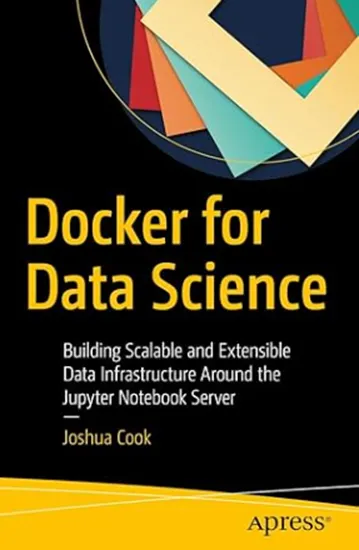 Docker for
Data Science
Building Scalable and Extensible
Data Infrastructure Around the
Jupyter Notebook Server
—
Joshua Cook
Apress®